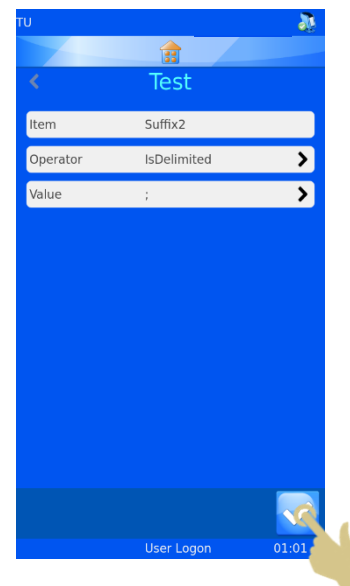 TU
Test
Item Suffix2
Operator IsDelimited
Value ;
User Logon 01:01